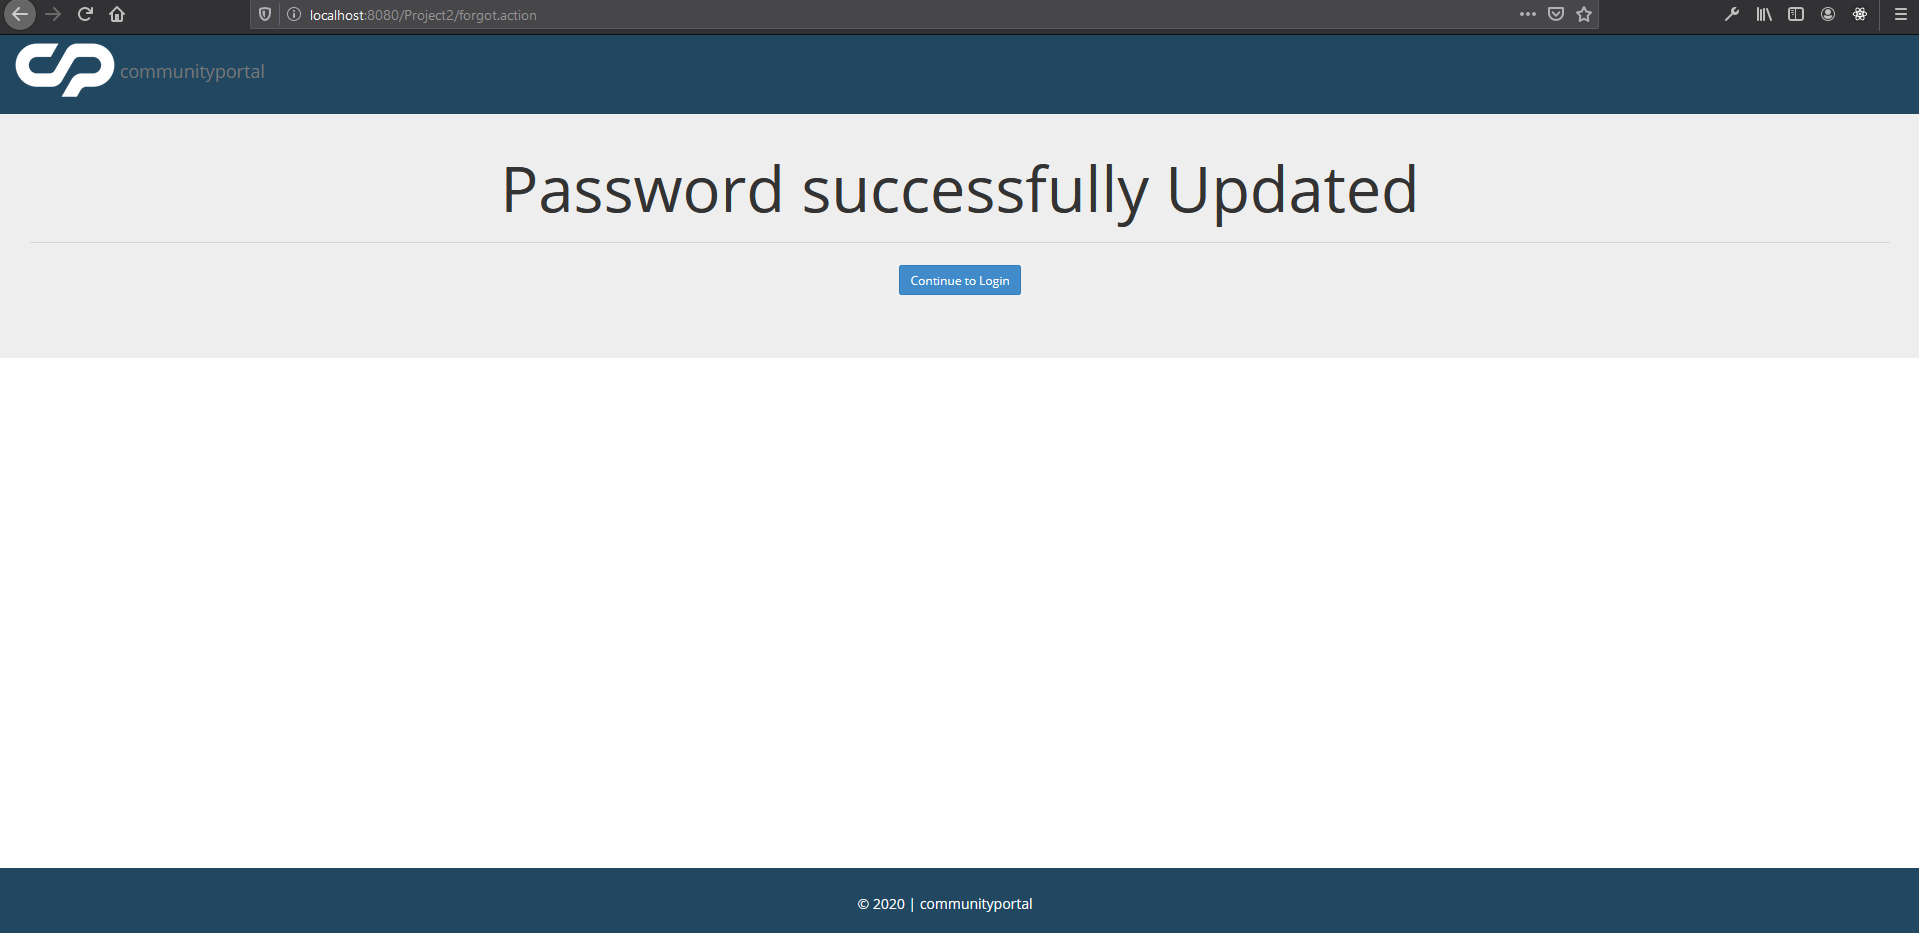 localhost:8080/Project2/forgot.action
communityportal
Password successfully Updated
Continue to Login
© 2020 | communityportal